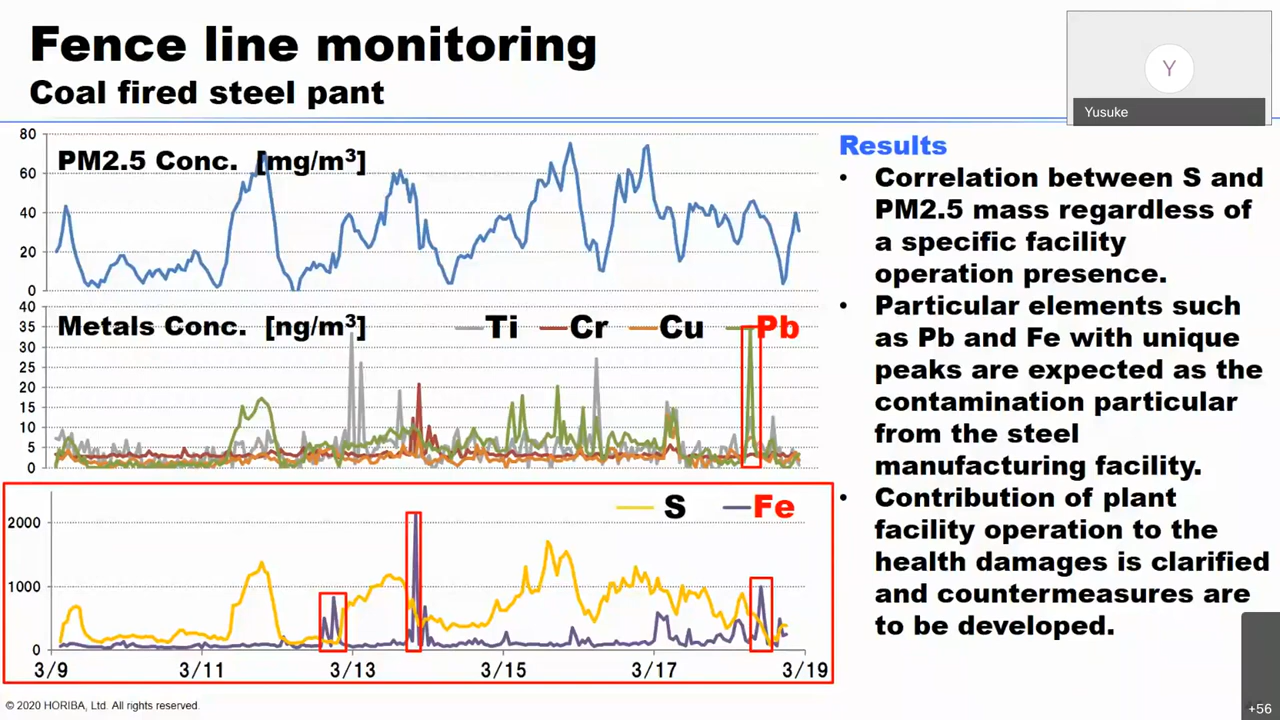 Fence line monitoring
Coal fired steel pant
Y
Yusuke
PM2.5 Conc. [mg/m³]
80
60
40
20
0
Metals Conc. [ng/m³]
Ti Cr Cu Pb
40
35
30
25
20
15
10
5
0
S Fe
2000
1000
0
3/9 3/11 3/13 3/15 3/17 3/19
Results
• Correlation between S and
PM2.5 mass regardless of
a specific facility
operation presence.
• Particular elements such
as Pb and Fe with unique
peaks are expected as the
contamination particular
from the steel
manufacturing facility.
• Contribution of plant
facility operation to the
health damages is clarified
and countermeasures are
to be developed.
© 2020 HORIBA, Ltd. All rights reserved.
+56